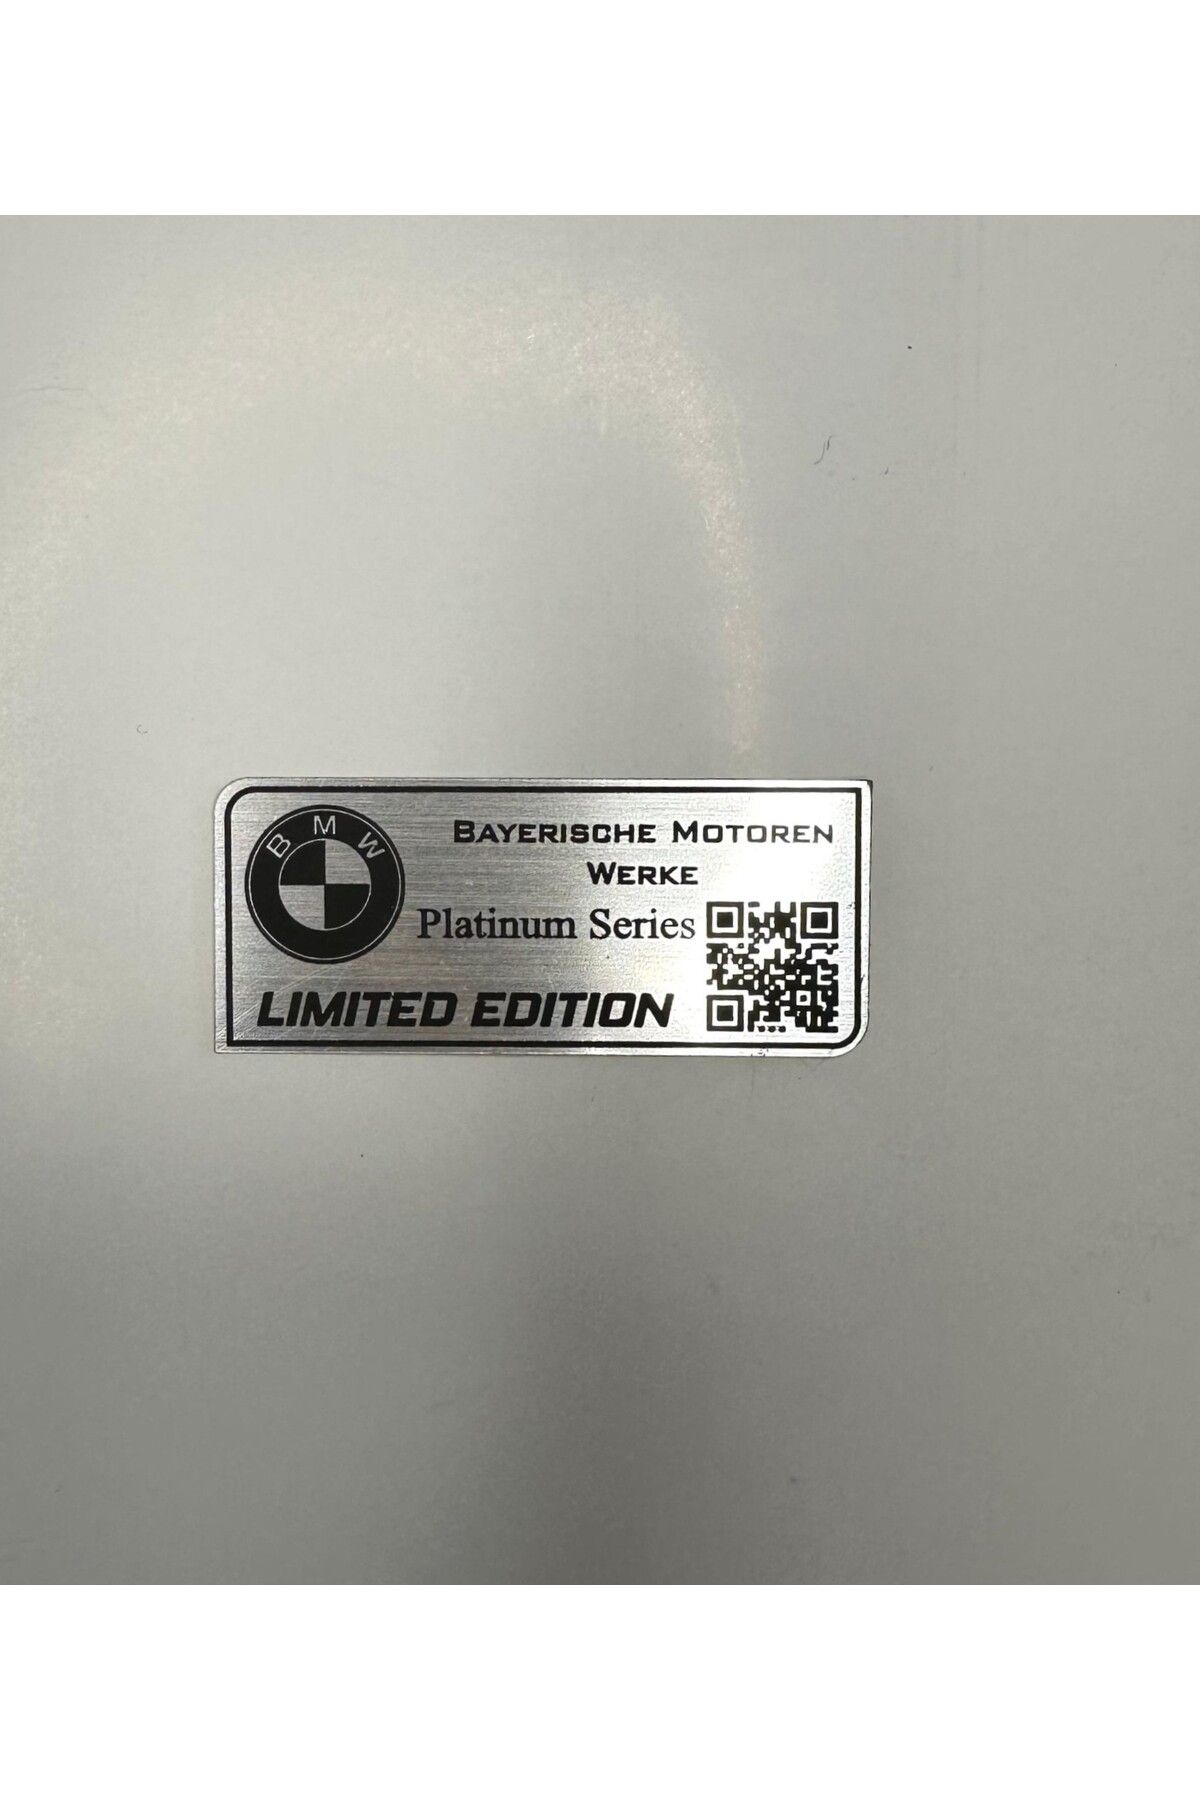 BMW
BAYERISCHE MOTOREN
WERKE
Platinum Series
LIMITED EDITION